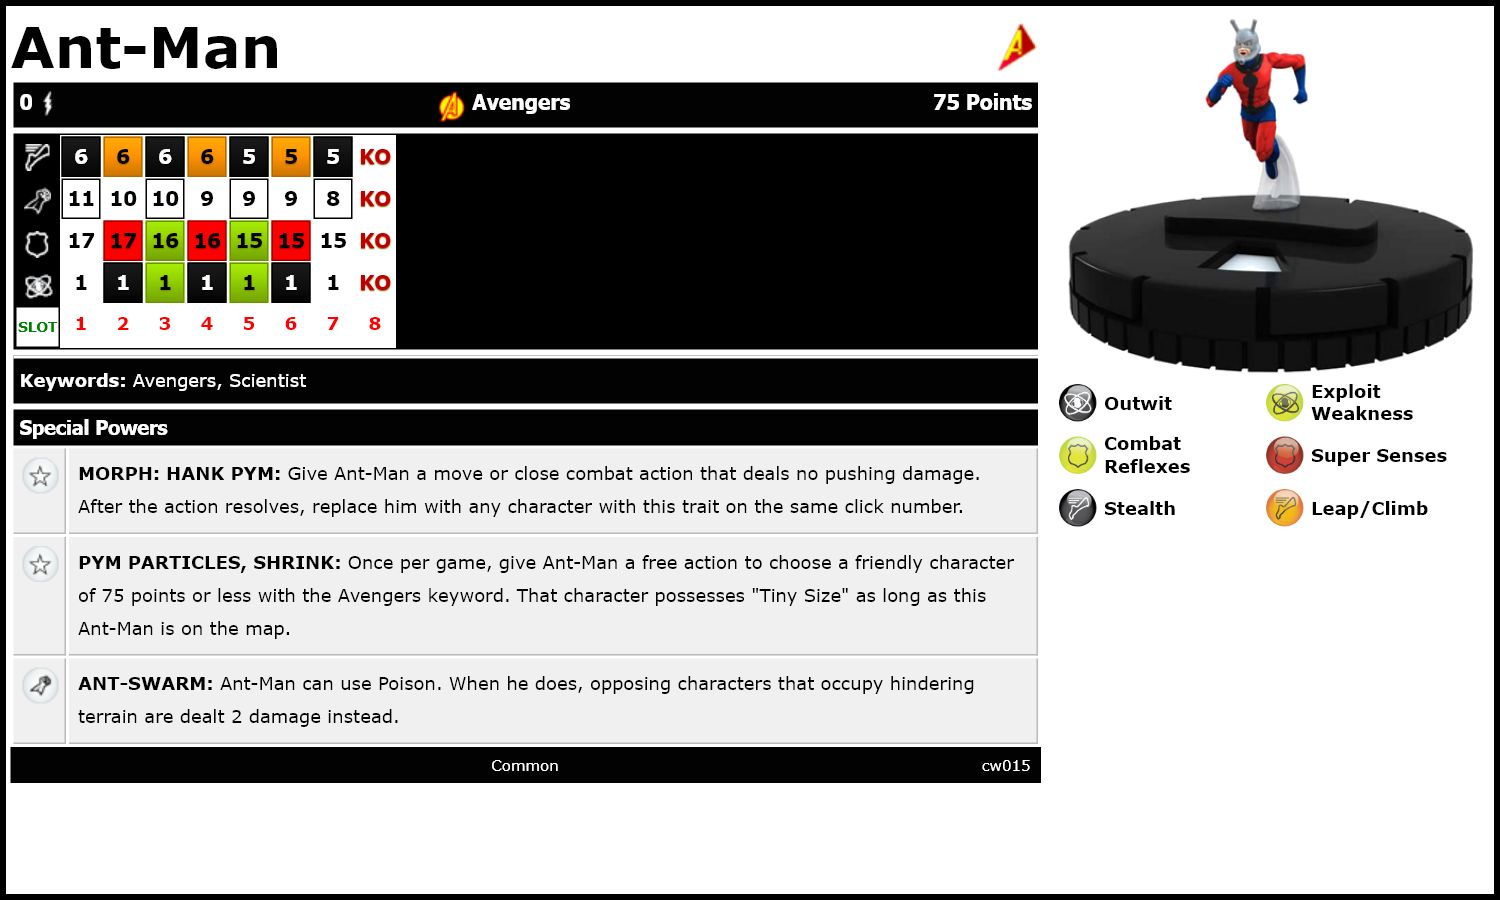 Ant-Man
0 Avengers 75 Points
6 6 6 6 5 5 5 KO
11 10 10 9 9 9 8 KO
17 17 16 16 15 15 15 KO
1 1 1 1 1 1 1 KO
SLOT 1 2 3 4 5 6 7 8
Keywords: Avengers, Scientist
Special Powers
MORPH: HANK PYM: Give Ant-Man a move or close combat action that deals no pushing damage.
After the action resolves, replace him with any character with this trait on the same click number.
PYM PARTICLES, SHRINK: Once per game, give Ant-Man a free action to choose a friendly character
of 75 points or less with the Avengers keyword. That character possesses "Tiny Size" as long as this
Ant-Man is on the map.
ANT-SWARM: Ant-Man can use Poison. When he does, opposing characters that occupy hindering
terrain are dealt 2 damage instead.
Common cw015
Outwit
Exploit
Weakness
Combat
Reflexes
Super Senses
Stealth
Leap/Climb